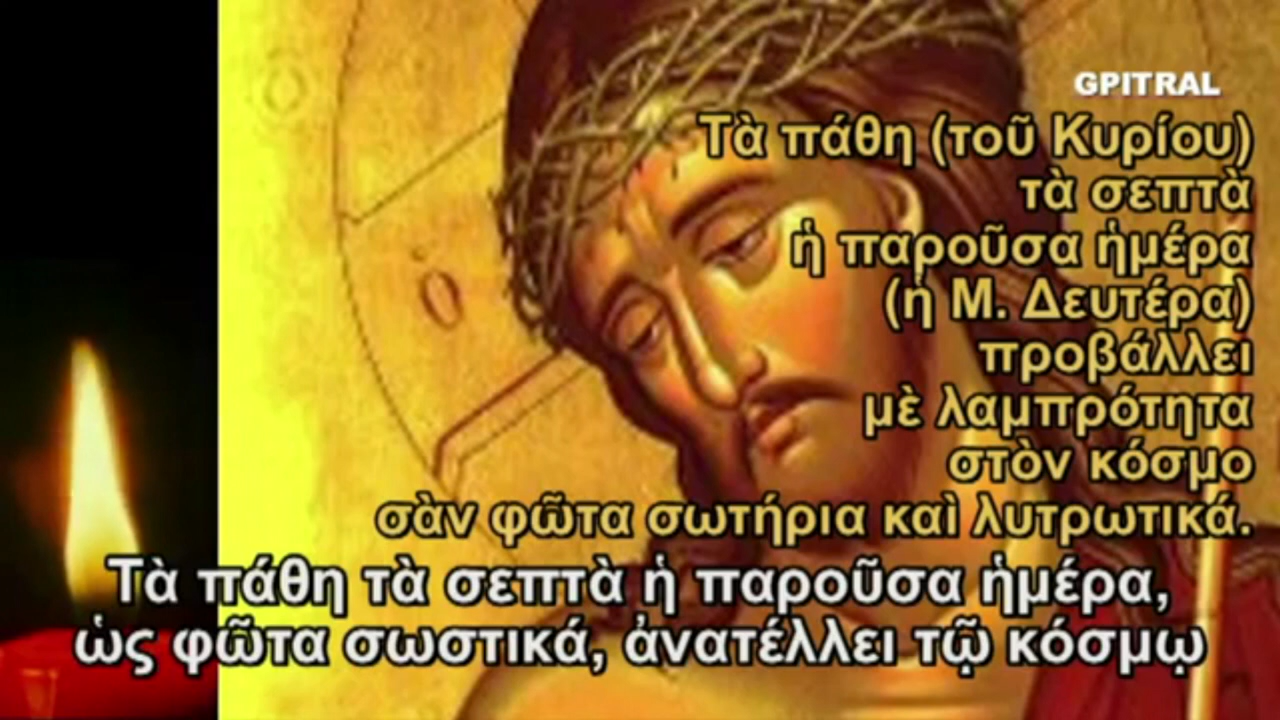 GPITRAL
Τὰ πάθη (τοῦ Κυρίου)
τὰ σεπτὰ
ἡ παροῦσα ἡμέρα
(ἡ Μ. Δευτέρα)
προβάλλει
μὲ λαμπρότητα
στὸν κόσμο
σὰν φῶτα σωτήρια καὶ λυτρωτικά.
Τὰ πάθη τὰ σεπτὰ ἡ παροῦσα ἡμέρα,
ὡς φῶτα σωστικά, ἀνατέλλει τῷ κόσμῳ
Ὁ